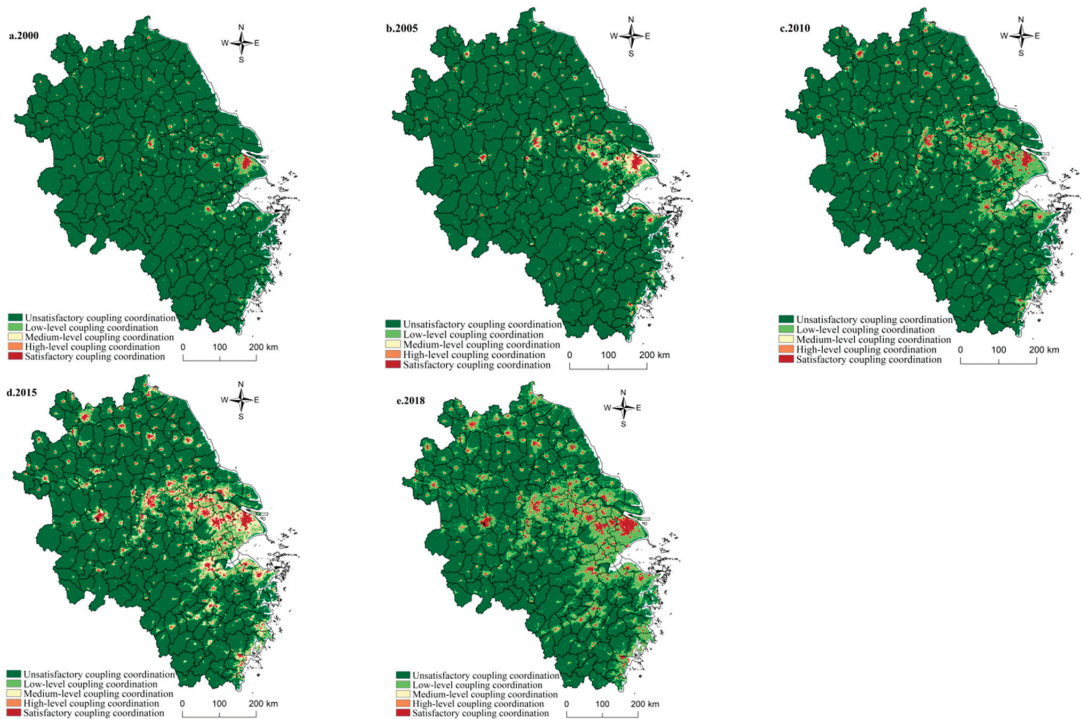 a.2000
N
W E
S
Unsatisfactory coupling coordination
Low-level coupling coordination
Medium-level coupling coordination
High-level coupling coordination
Satisfactory coupling coordination
0 100 200 km
b.2005
N
W E
S
Unsatisfactory coupling coordination
Low-level coupling coordination
Medium-level coupling coordination
High-level coupling coordination
Satisfactory coupling coordination
0 100 200 km
c.2010
N
W E
S
Unsatisfactory coupling coordination
Low-level coupling coordination
Medium-level coupling coordination
High-level coupling coordination
Satisfactory coupling coordination
0 100 200 km
d.2015
N
W E
S
Unsatisfactory coupling coordination
Low-level coupling coordination
Medium-level coupling coordination
High-level coupling coordination
Satisfactory coupling coordination
0 100 200 km
e.2018
N
W E
S
Unsatisfactory coupling coordination
Low-level coupling coordination
Medium-level coupling coordination
High-level coupling coordination
Satisfactory coupling coordination
0 100 200 km